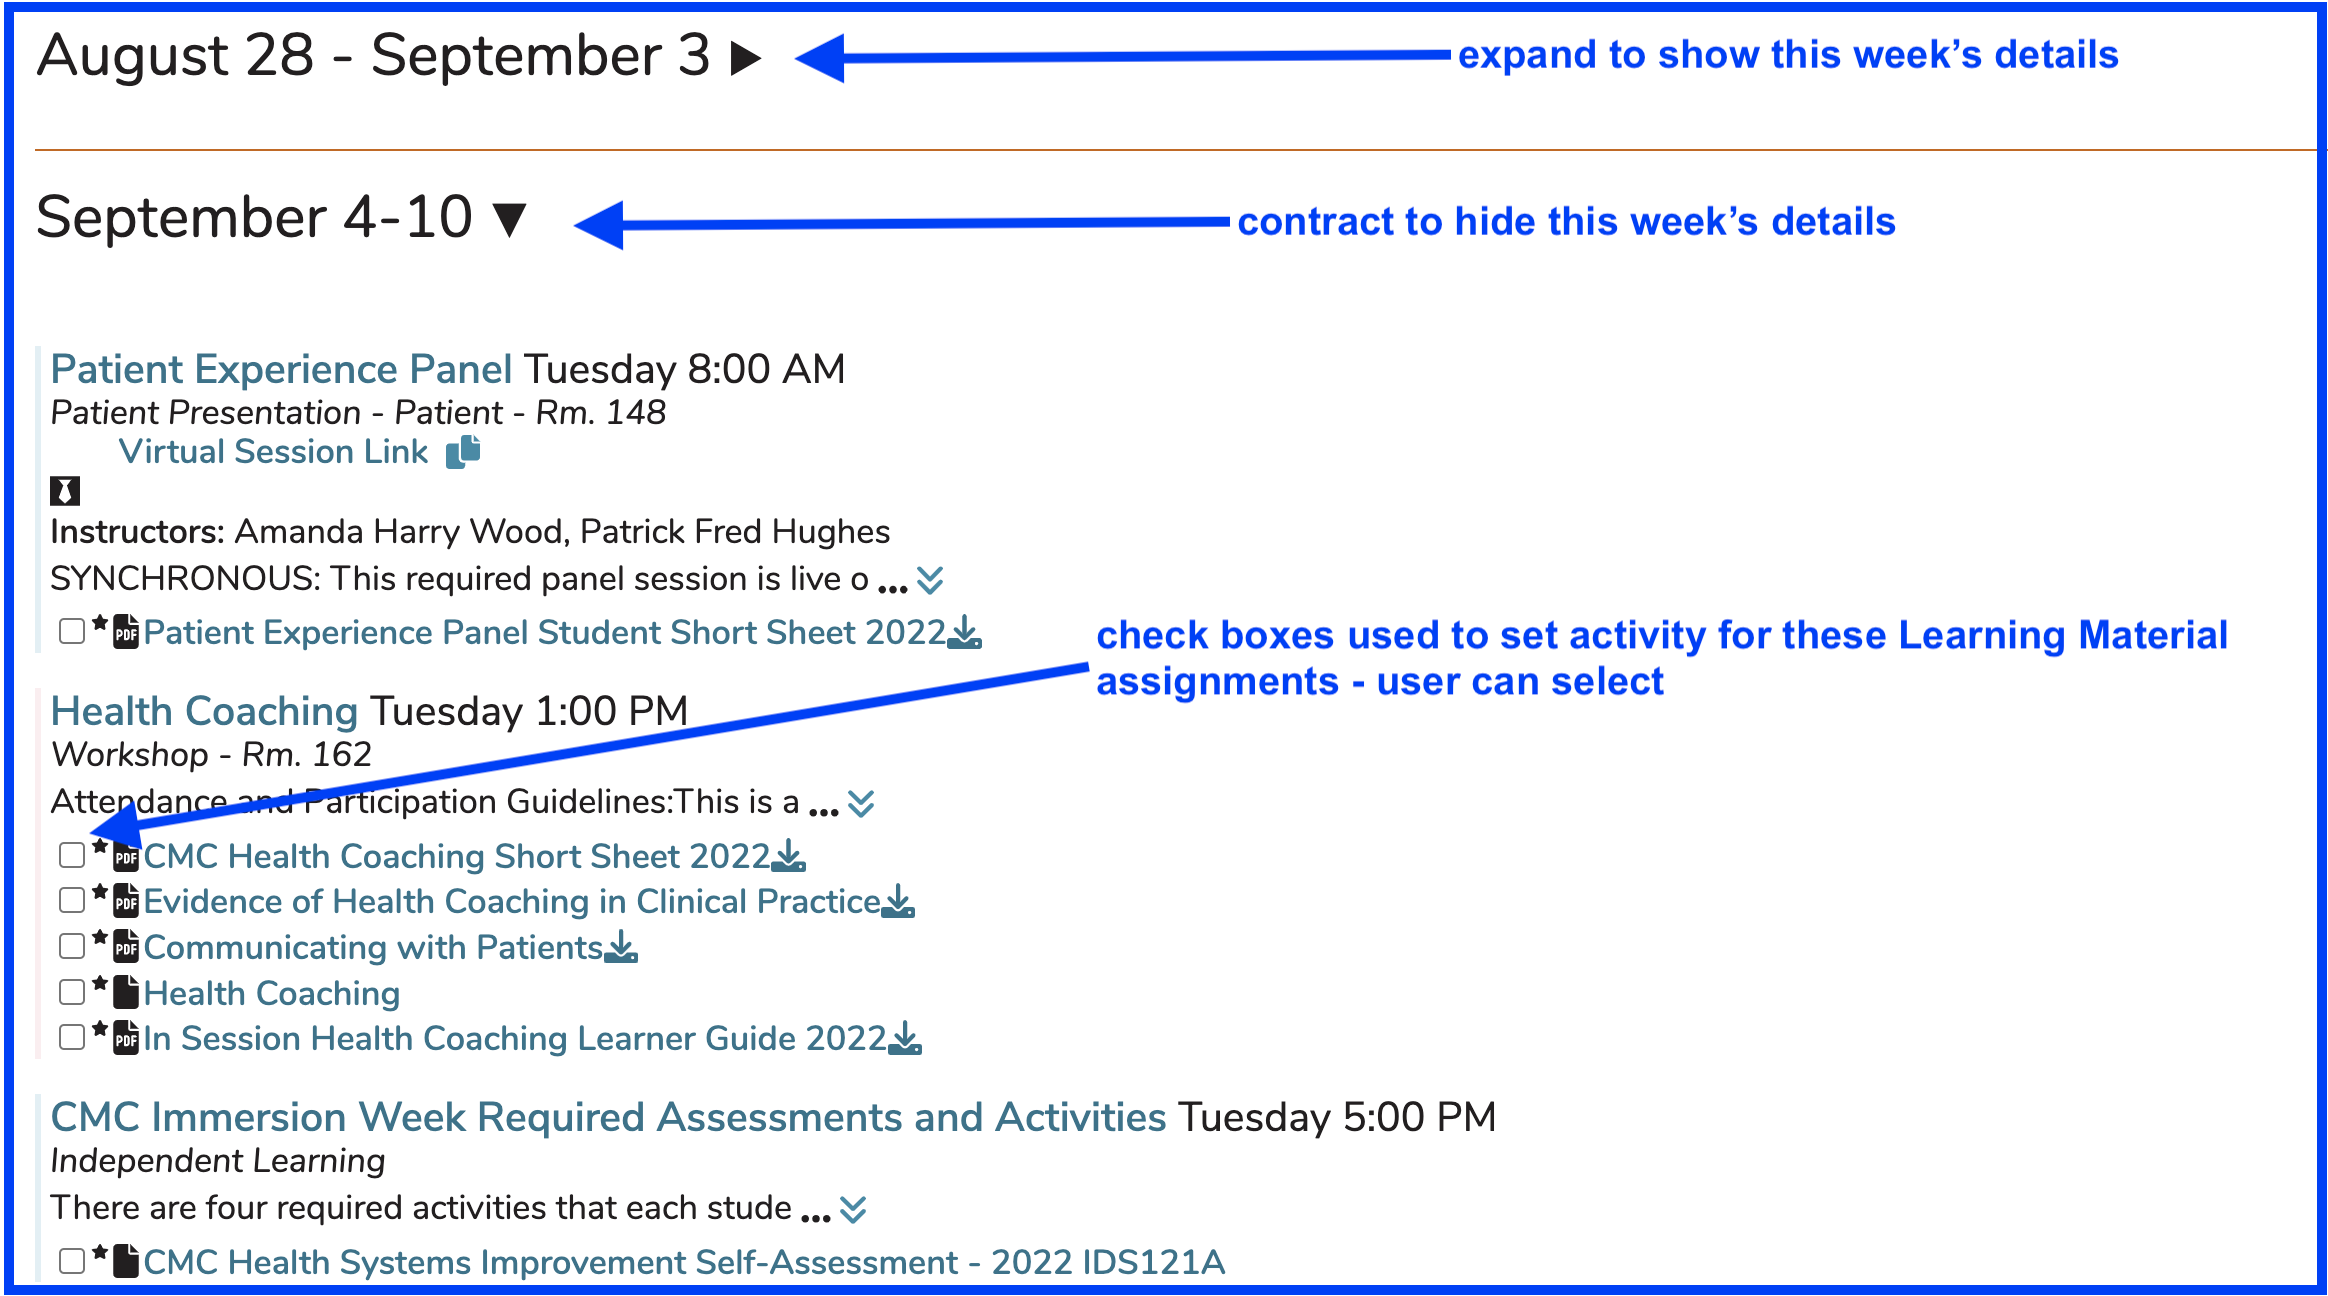 August 28 - September 3
expand to show this week's details
September 4-10
contract to hide this week's details
Patient Experience Panel Tuesday 8:00 AM
Patient Presentation - Patient - Rm. 148
Virtual Session Link
Instructors: Amanda Harry Wood, Patrick Fred Hughes
SYNCHRONOUS: This required panel session is live o ...
PDF Patient Experience Panel Student Short Sheet 2022
check boxes used to set activity for these Learning Material
assignments - user can select
Health Coaching Tuesday 1:00 PM
Workshop - Rm. 162
Attendance and Participation Guidelines:This is a ...
PDF CMC Health Coaching Short Sheet 2022
PDF Evidence of Health Coaching in Clinical Practice
PDF Communicating with Patients
Health Coaching
PDF In Session Health Coaching Learner Guide 2022
CMC Immersion Week Required Assessments and Activities Tuesday 5:00 PM
Independent Learning
There are four required activities that each stude ...
CMC Health Systems Improvement Self-Assessment - 2022 IDS121A